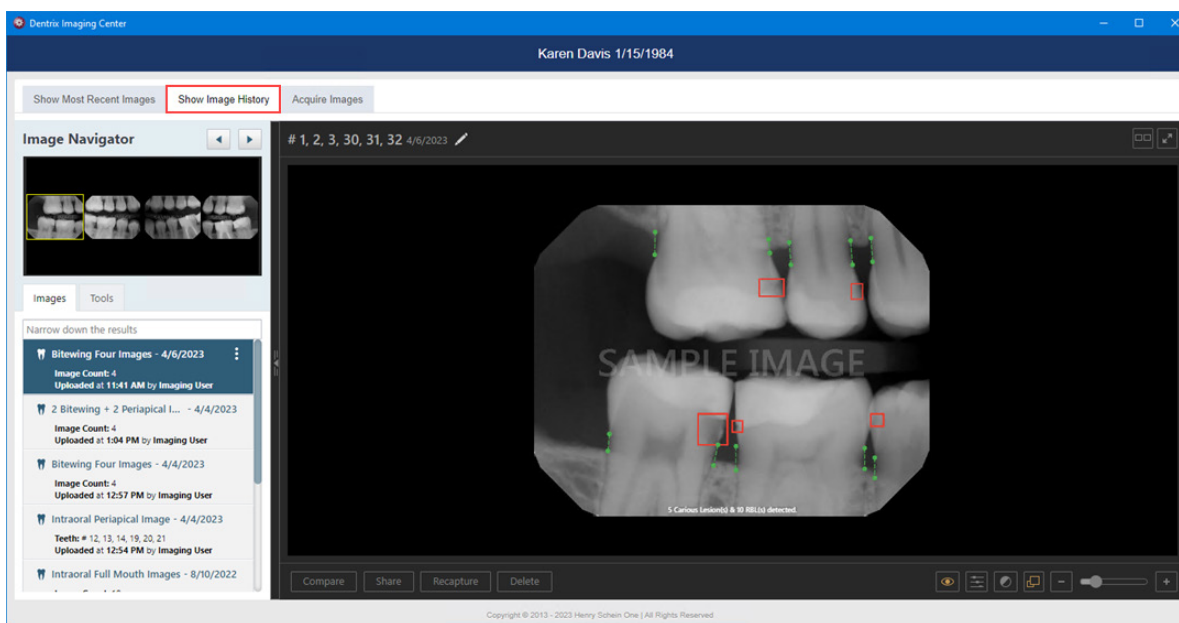 Dentrix Imaging Center
Karen Davis 1/15/1984
Show Most Recent Images
Show Image History
Acquire Images
Image Navigator
# 1, 2, 3, 30, 31, 32 4/6/2023
Images
Tools
Narrow down the results
Bitewing Four Images - 4/6/2023
Image Count: 4
Uploaded at 11:41 AM by Imaging User
2 Bitewing + 2 Periapical I... - 4/4/2023
Image Count: 4
Uploaded at 1:04 PM by Imaging User
Bitewing Four Images - 4/4/2023
Image Count: 4
Uploaded at 12:57 PM by Imaging User
Intraoral Periapical Image - 4/4/2023
Teeth: # 12, 13, 14, 19, 20, 21
Uploaded at 12:54 PM by Imaging User
Intraoral Full Mouth Images - 8/10/2022
SAMPLE IMAGE
5 Carious Lesion(s) & 10 RBL(s) detected.
Compare
Share
Recapture
Delete
Copyright © 2013 - 2023 Henry Schein One | All Rights Reserved.